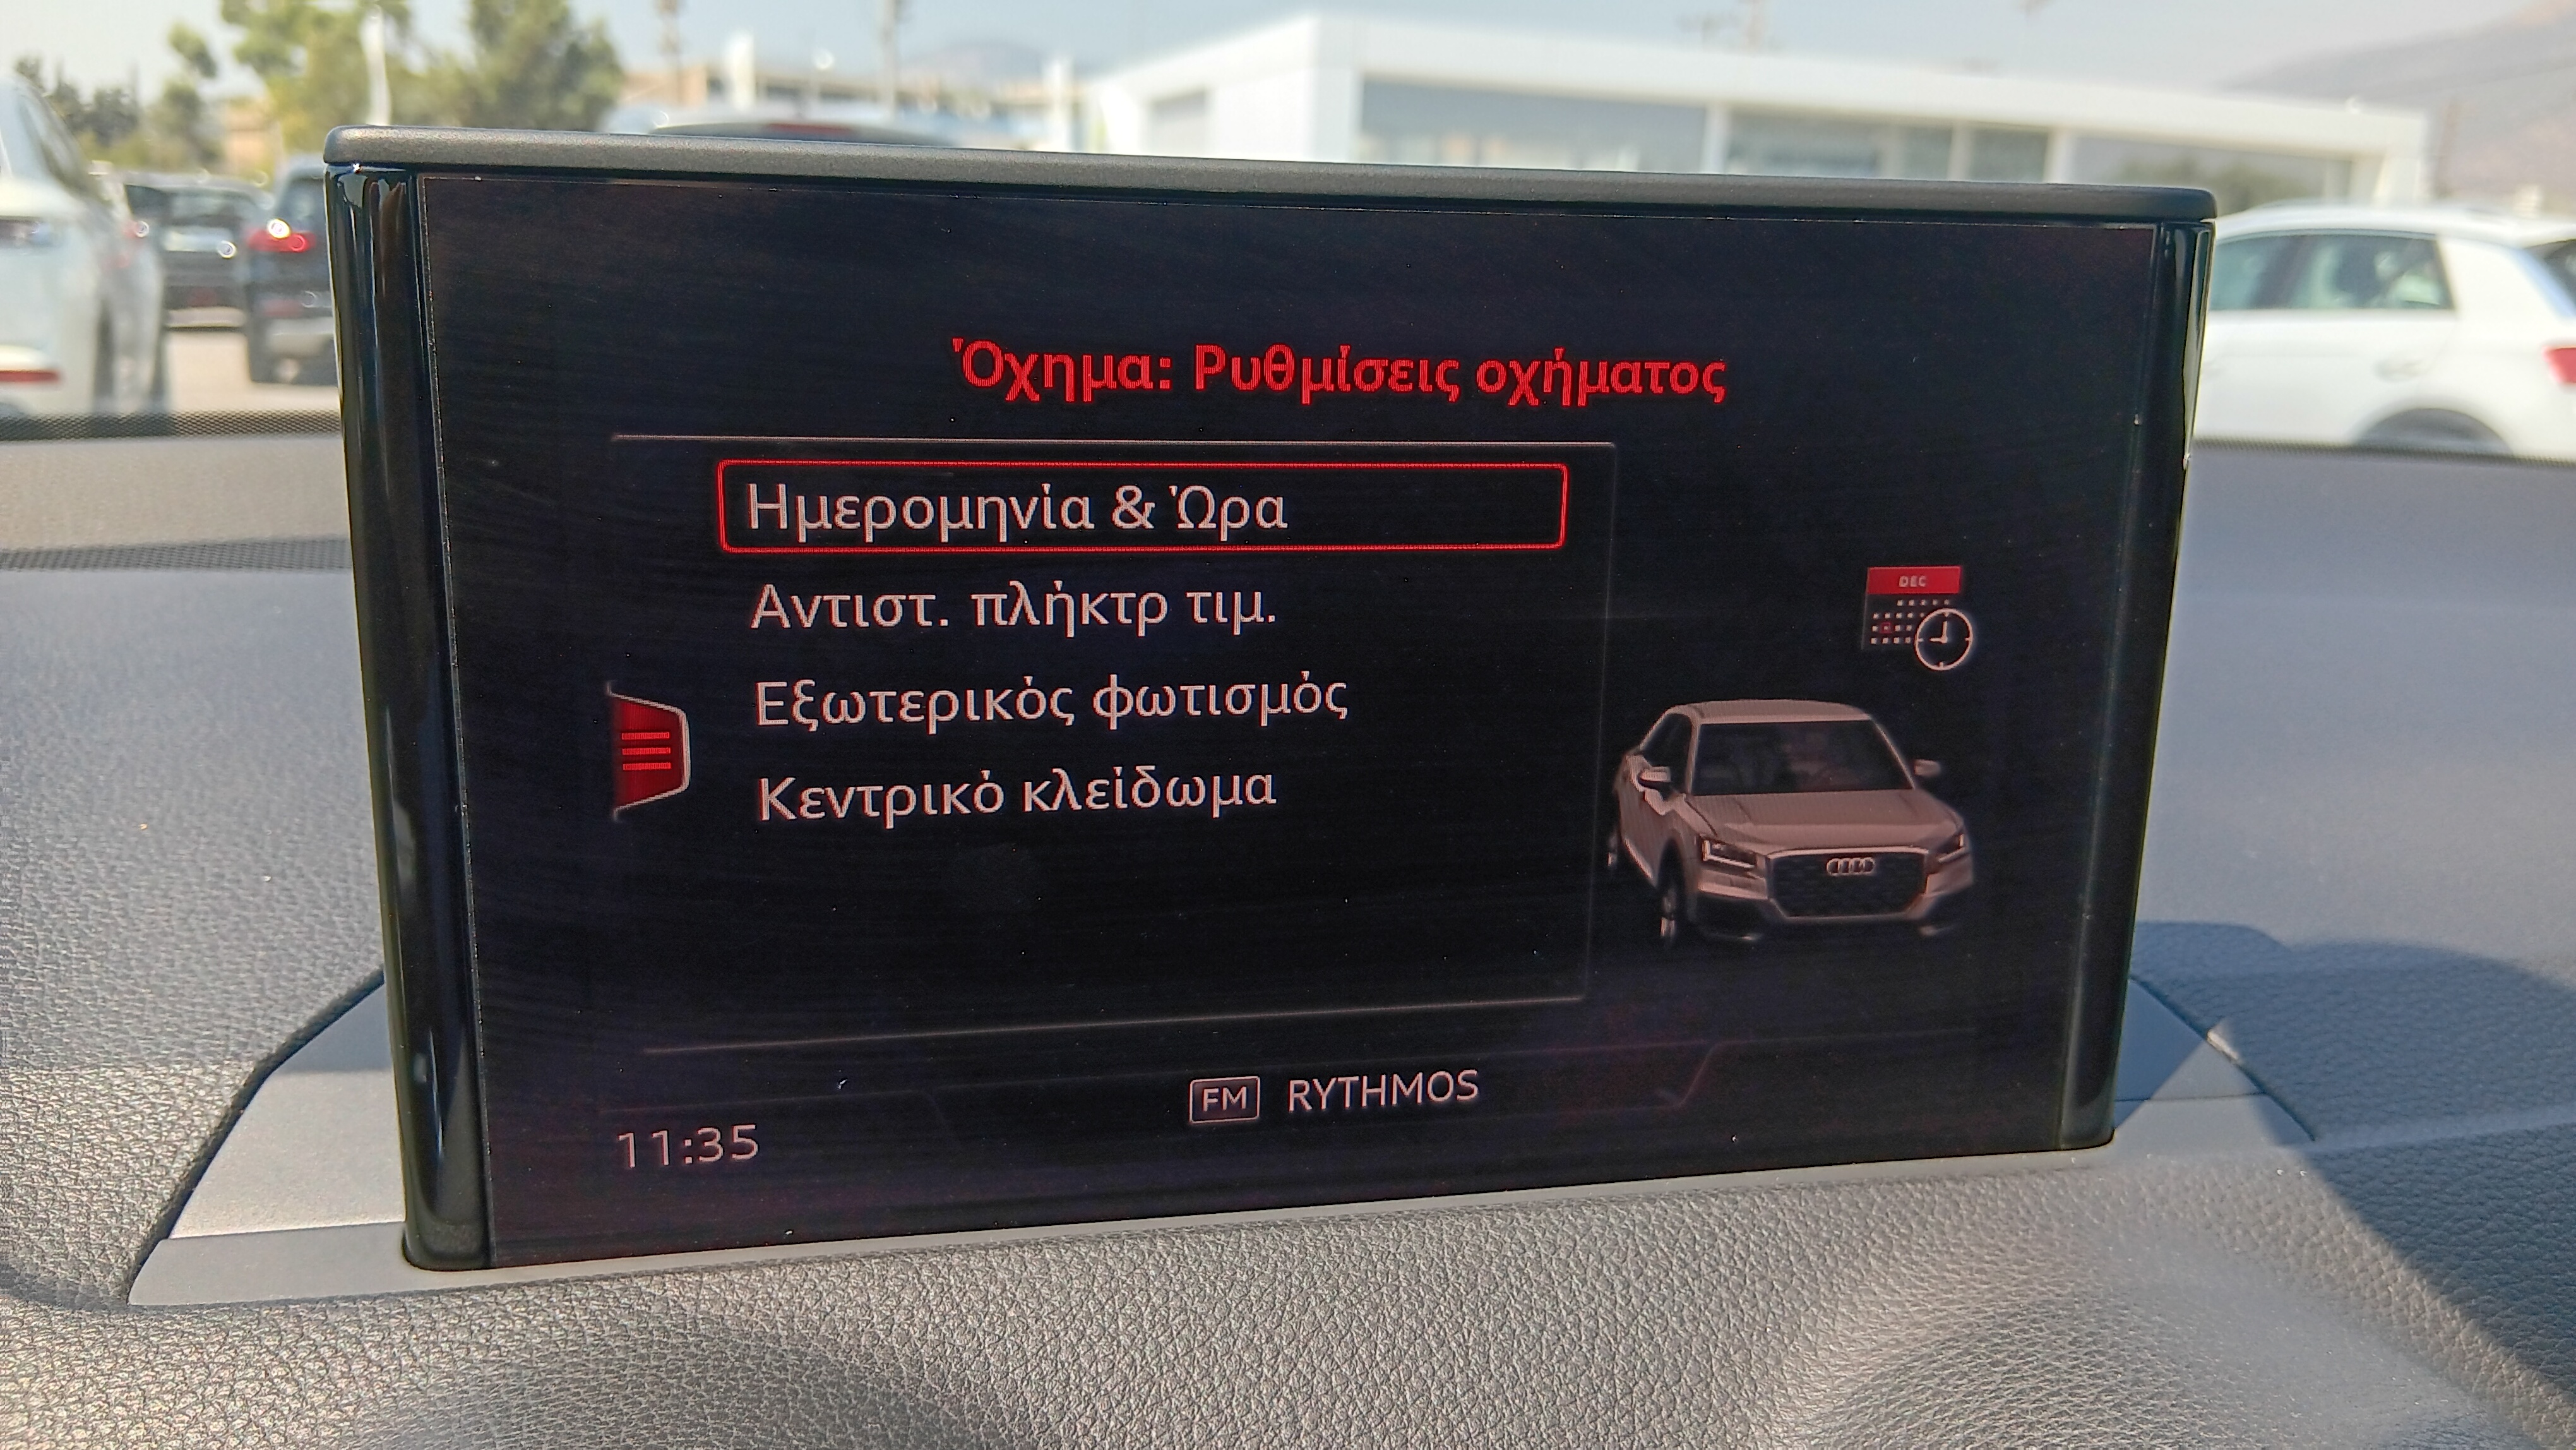 Όχημα: Ρυθμίσεις οχήματος
Ημερομηνία & Ώρα
Αντιστ. πλήκτρ τιμ.
Εξωτερικός φωτισμός
Κεντρικό κλείδωμα
DEC
FM RYTHMOS
11:35